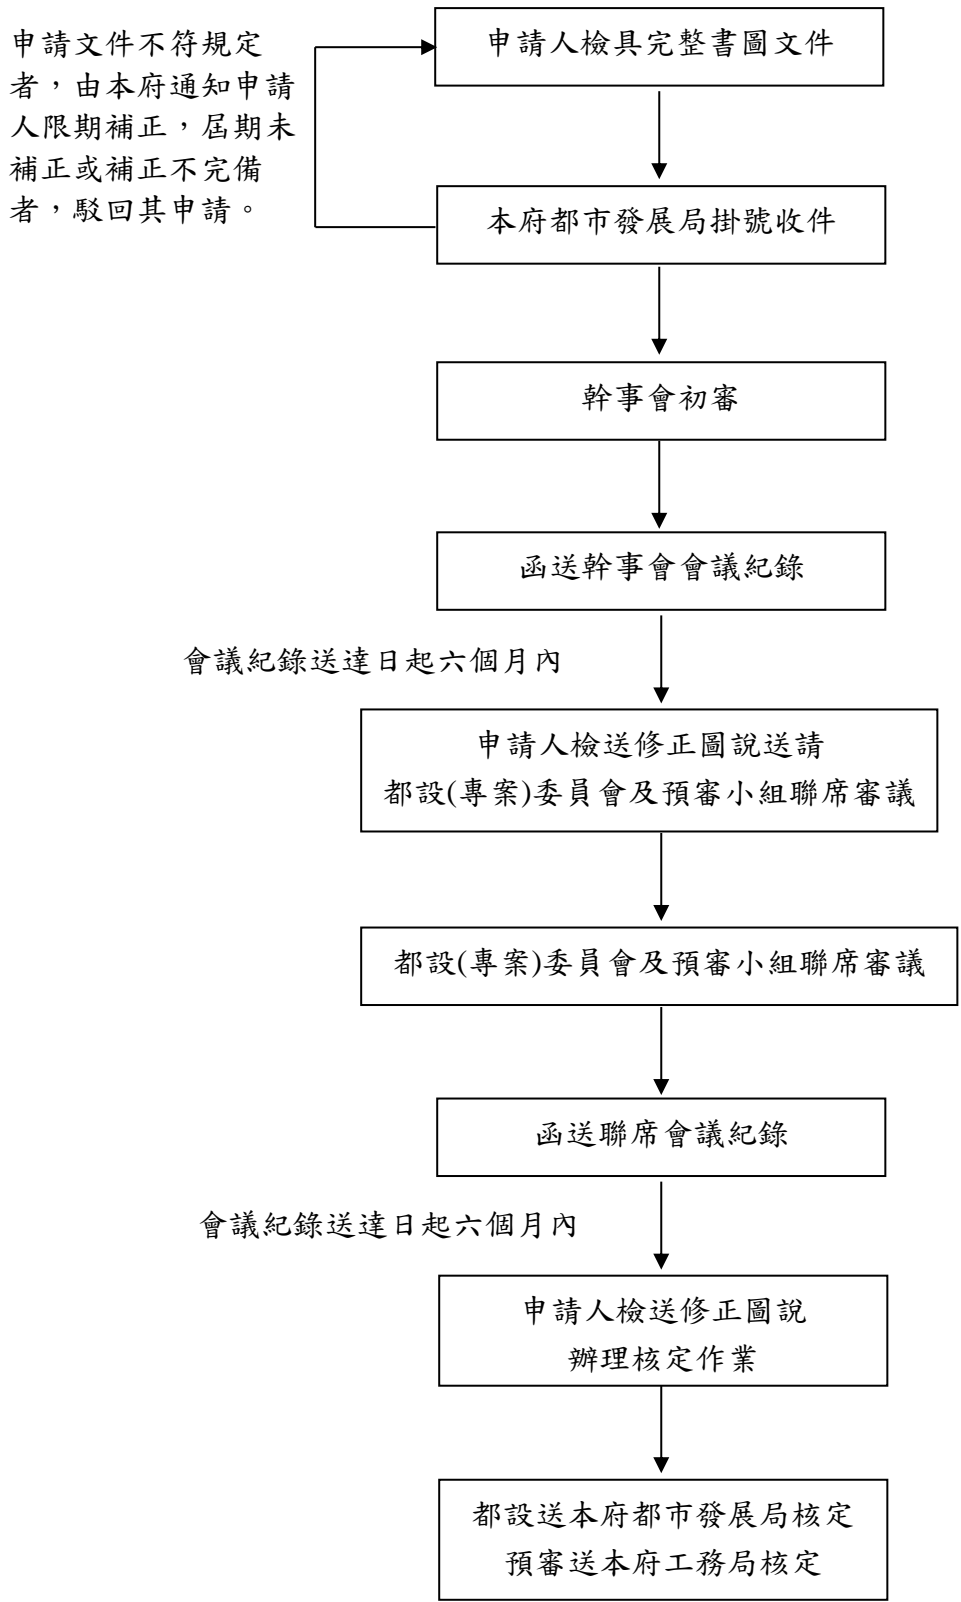 申請文件不符規定
者，由本府通知申請
人限期補正，屆期未
補正或補正不完備
者，駁回其申請。
申請人檢具完整書圖文件
本府都市發展局掛號收件
幹事會初審
函送幹事會會議紀錄
會議紀錄送達日起六個月內
申請人檢送修正圖說送請
都設(專案)委員會及預審小組聯席審議
都設(專案)委員會及預審小組聯席審議
函送聯席會議紀錄
會議紀錄送達日起六個月內
申請人檢送修正圖說
辦理核定作業
都設送本府都市發展局核定
預審送本府工務局核定